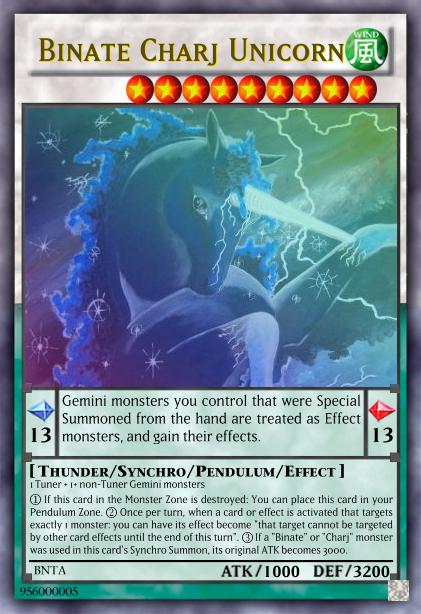 Binate Charj Unicorn
WIND
風
Gemini monsters you control that were Special
Summoned from the hand are treated as Effect
monsters, and gain their effects.
13
13
[ Thunder/Synchro/Pendulum/Effect ]
1 Tuner + 1+ non-Tuner Gemini monsters
① If this card in the Monster Zone is destroyed: You can place this card in your
Pendulum Zone. ② Once per turn, when a card or effect is activated that targets
exactly 1 monster: you can have its effect become "that target cannot be targeted
by other card effects until the end of this turn". ③ If a "Binate" or "Charj" monster
was used in this card's Synchro Summon, its original ATK becomes 3000.
BNTA
ATK/1000 DEF/3200
956000005